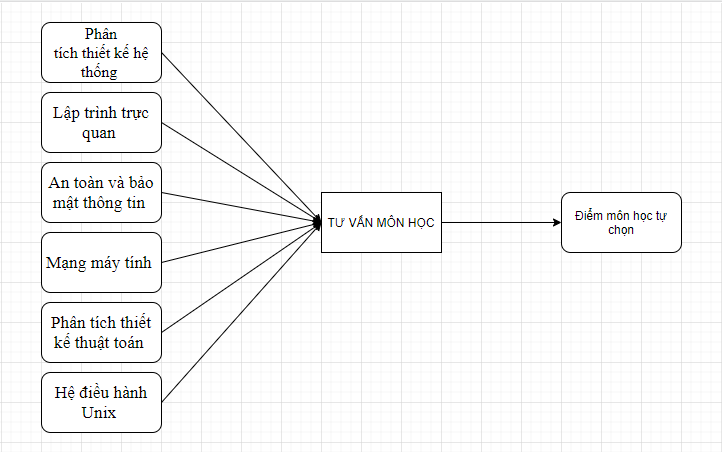 Phân
tích thiết kế hệ
thống
Lập trình trực
quan
An toàn và bảo
mật thông tin
Mạng máy tính
Phân tích thiết
kế thuật toán
Hệ điều hành
Unix
TƯ VẤN MÔN HỌC
Điểm môn học tự
chọn